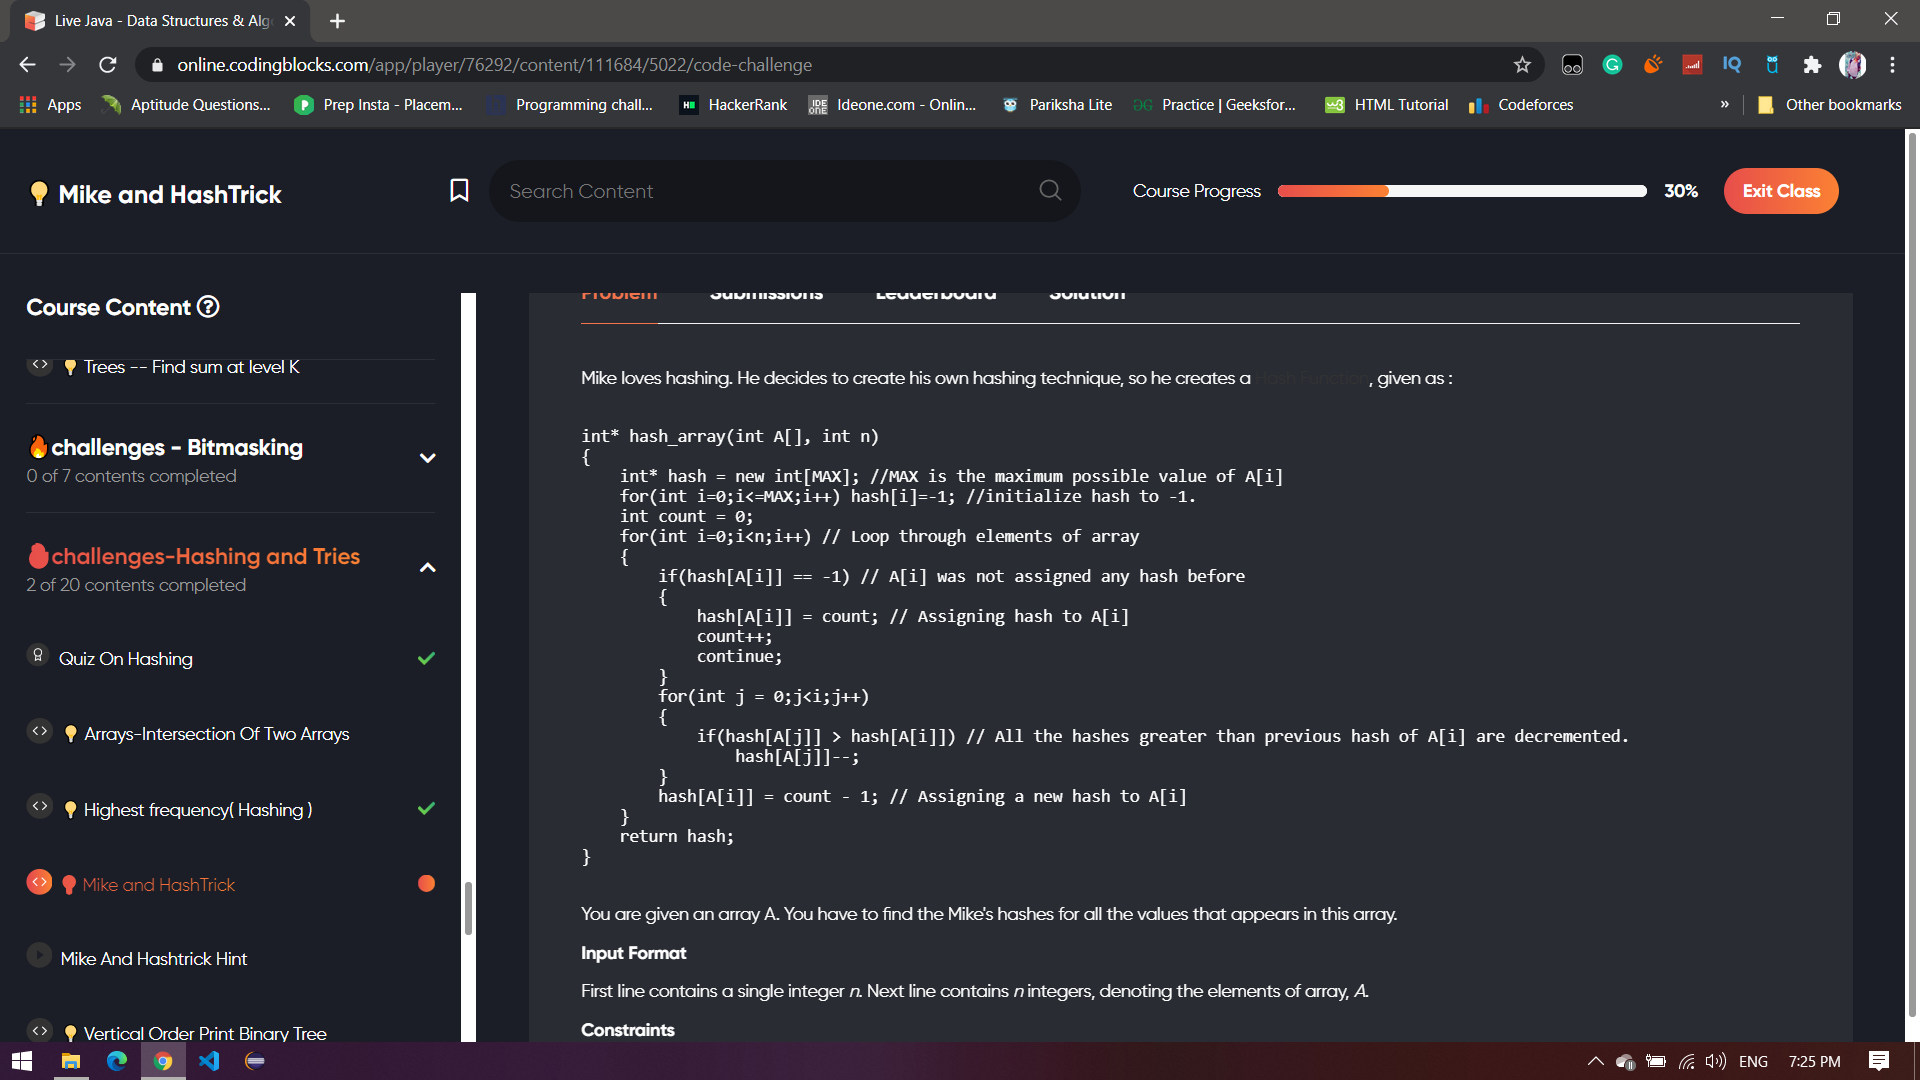 Live Java - Data Structures & Alg
online.codingblocks.com/app/player/76292/content/111684/5022/code-challenge
Apps Aptitude Questions... Prep Insta - Placem... Programming chall... HackerRank Ideone.com - Onlin... Pariksha Lite Practice | Geeksfor... HTML Tutorial Codeforces » Other bookmarks
Mike and HashTrick
Search Content
Course Progress 30% Exit Class
Course Content
Trees -- Find sum at level K
challenges - Bitmasking
0 of 7 contents completed
challenges-Hashing and Tries
2 of 20 contents completed
Quiz On Hashing
Arrays-Intersection Of Two Arrays
Highest frequency( Hashing )
Mike and HashTrick
Mike And Hashtrick Hint
Vertical Order Print Binary Tree
Problem Submissions Leaderboard Solution
Mike loves hashing. He decides to create his own hashing technique, so he creates a Hash Function, given as :
int* hash_array(int A[], int n)
{
int* hash = new int[MAX]; //MAX is the maximum possible value of A[i]
for(int i=0;i<=MAX;i++) hash[i]=-1; //initialize hash to -1.
int count = 0;
for(int i=0;i<n;i++) // Loop through elements of array
{
if(hash[A[i]] == -1) // A[i] was not assigned any hash before
{
hash[A[i]] = count; // Assigning hash to A[i]
count++;
continue;
}
for(int j = 0;j<i;j++)
{
if(hash[A[j]] > hash[A[i]]) // All the hashes greater than previous hash of A[i] are decremented.
hash[A[j]]--;
}
hash[A[i]] = count - 1; // Assigning a new hash to A[i]
}
return hash;
}
You are given an array A. You have to find the Mike's hashes for all the values that appears in this array.
Input Format
First line contains a single integer n. Next line contains n integers, denoting the elements of array, A.
Constraints
ENG 7:25 PM